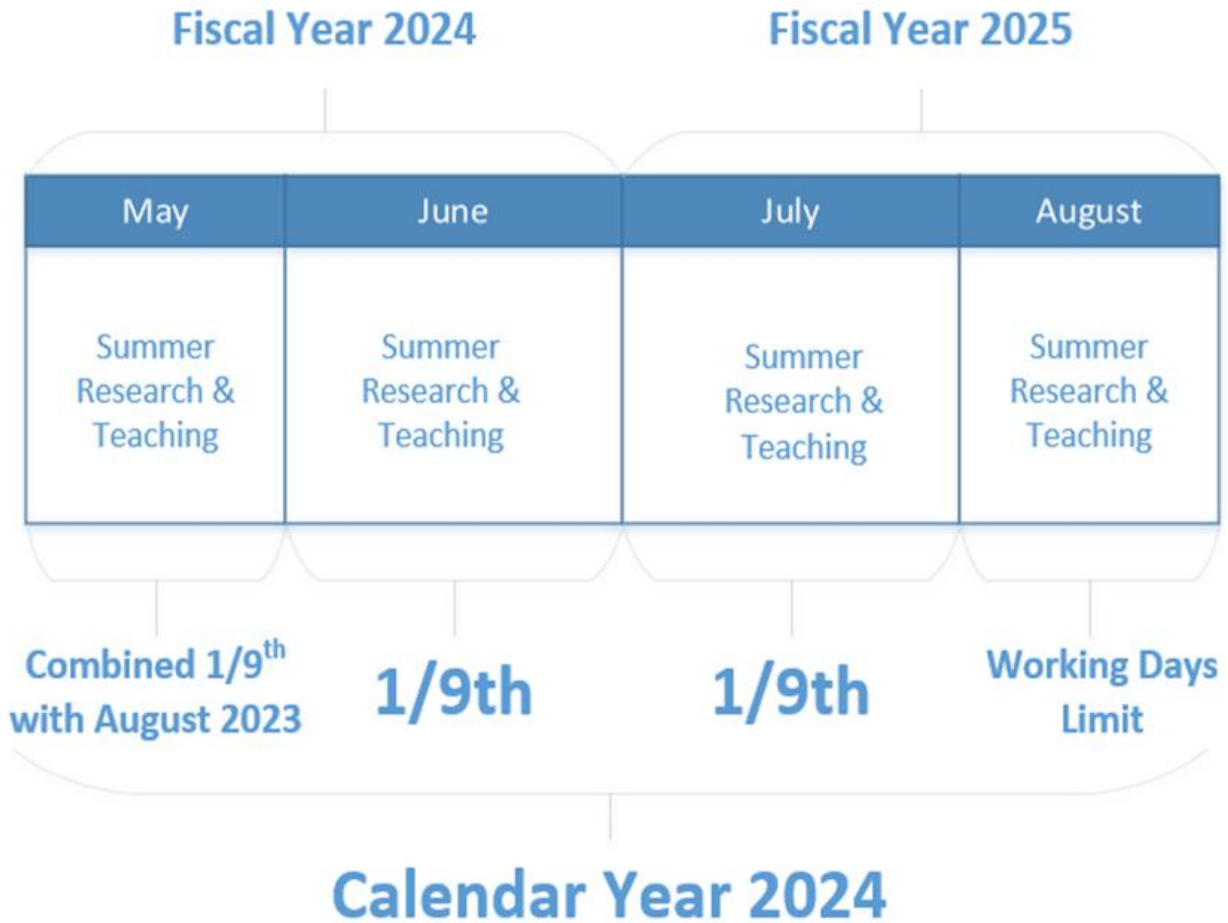 Fiscal Year 2024
Fiscal Year 2025
May
June
July
August
Summer
Research &
Teaching
Summer
Research &
Teaching
Summer
Research &
Teaching
Summer
Research &
Teaching
Combined 1/9th
with August 2023
1/9th
1/9th
Working Days
Limit
Calendar Year 2024